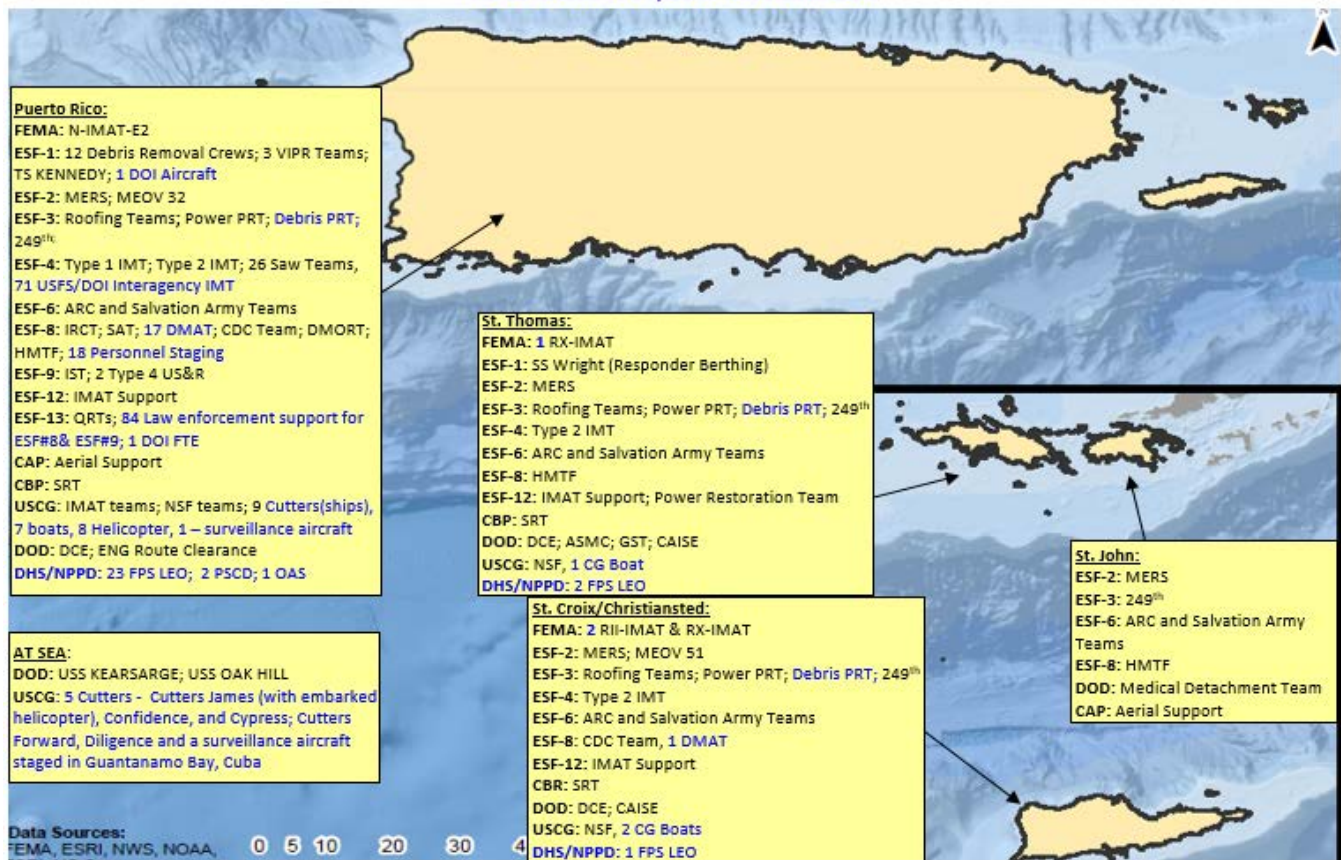 Puerto Rico:
FEMA: N-IMAT-E2
ESF-1: 12 Debris Removal Crews; 3 VIPR Teams;
TS KENNEDY; 1 DOI Aircraft
ESF-2: MERS; MEOV 32
ESF-3: Roofing Teams; Power PRT; Debris PRT;
249th;
ESF-4: Type 1 IMT; Type 2 IMT; 26 Saw Teams,
71 USFS/DOI Interagency IMT
ESF-6: ARC and Salvation Army Teams
ESF-8: IRCT; SAT; 17 DMAT; CDC Team; DMORT;
HMTF; 18 Personnel Staging
ESF-9: IST; 2 Type 4 US&R
ESF-12: IMAT Support
ESF-13: QRTs; 84 Law enforcement support for
ESF#8& ESF#9; 1 DOI FTE
CAP: Aerial Support
CBP: SRT
USCG: IMAT teams; NSF teams; 9 Cutters(ships),
7 boats, 8 Helicopter, 1 – surveillance aircraft
DOD: DCE; ENG Route Clearance
DHS/NPPD: 23 FPS LEO; 2 PSCD; 1 OAS
AT SEA:
DOD: USS KEARSARGE; USS OAK HILL
USCG: 5 Cutters - Cutters James (with embarked
helicopter), Confidence, and Cypress; Cutters
Forward, Diligence and a surveillance aircraft
staged in Guantanamo Bay, Cuba
St. Thomas:
FEMA: 1 RX-IMAT
ESF-1: SS Wright (Responder Berthing)
ESF-2: MERS
ESF-3: Roofing Teams; Power PRT; Debris PRT; 249th
ESF-4: Type 2 IMT
ESF-6: ARC and Salvation Army Teams
ESF-8: HMTF
ESF-12: IMAT Support; Power Restoration Team
CBP: SRT
DOD: DCE; ASMC; GST; CAISE
USCG: NSF, 1 CG Boat
DHS/NPPD: 2 FPS LEO
St. John:
ESF-2: MERS
ESF-3: 249th
ESF-6: ARC and Salvation Army
Teams
ESF-8: HMTF
DOD: Medical Detachment Team
CAP: Aerial Support
St. Croix/Christiansted:
FEMA: 2 RII-IMAT & RX-IMAT
ESF-2: MERS; MEOV 51
ESF-3: Roofing Teams; Power PRT; Debris PRT; 249th
ESF-4: Type 2 IMT
ESF-6: ARC and Salvation Army Teams
ESF-8: CDC Team, 1 DMAT
ESF-12: IMAT Support
CBR: SRT
DOD: DCE; CAISE
USCG: NSF, 2 CG Boats
DHS/NPPD: 1 FPS LEO
Data Sources:
FEMA, ESRI, NWS, NOAA,
0 5 10 20 30 4